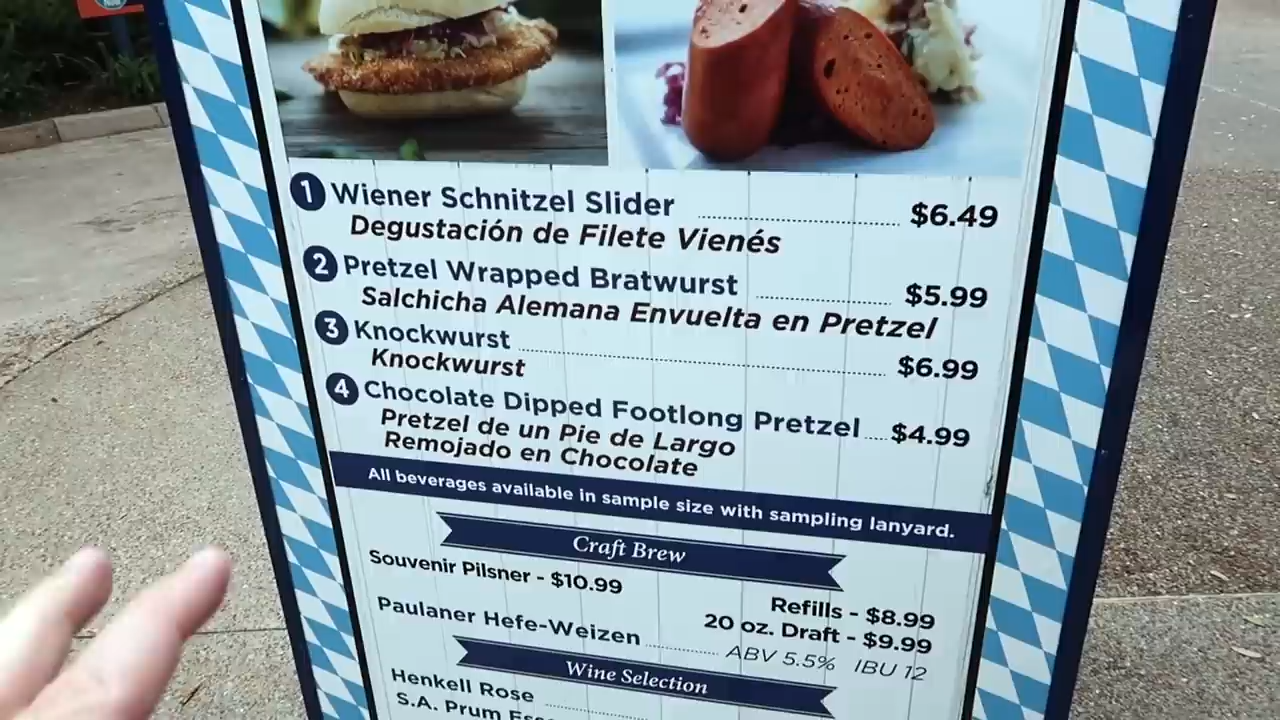 1 Wiener Schnitzel Slider $6.49
Degustación de Filete Vienés
2 Pretzel Wrapped Bratwurst $5.99
Salchicha Alemana Envuelta en Pretzel
3 Knockwurst $6.99
Knockwurst
4 Chocolate Dipped Footlong Pretzel $4.99
Pretzel de un Pie de Largo
Remojado en Chocolate
All beverages available in sample size with sampling lanyard.
Craft Brew
Souvenir Pilsner - $10.99
Refills - $8.99
20 oz. Draft - $9.99
Paulaner Hefe-Weizen ABV 5.5% IBU 12
Wine Selection
Henkell Rose
S.A. Prum